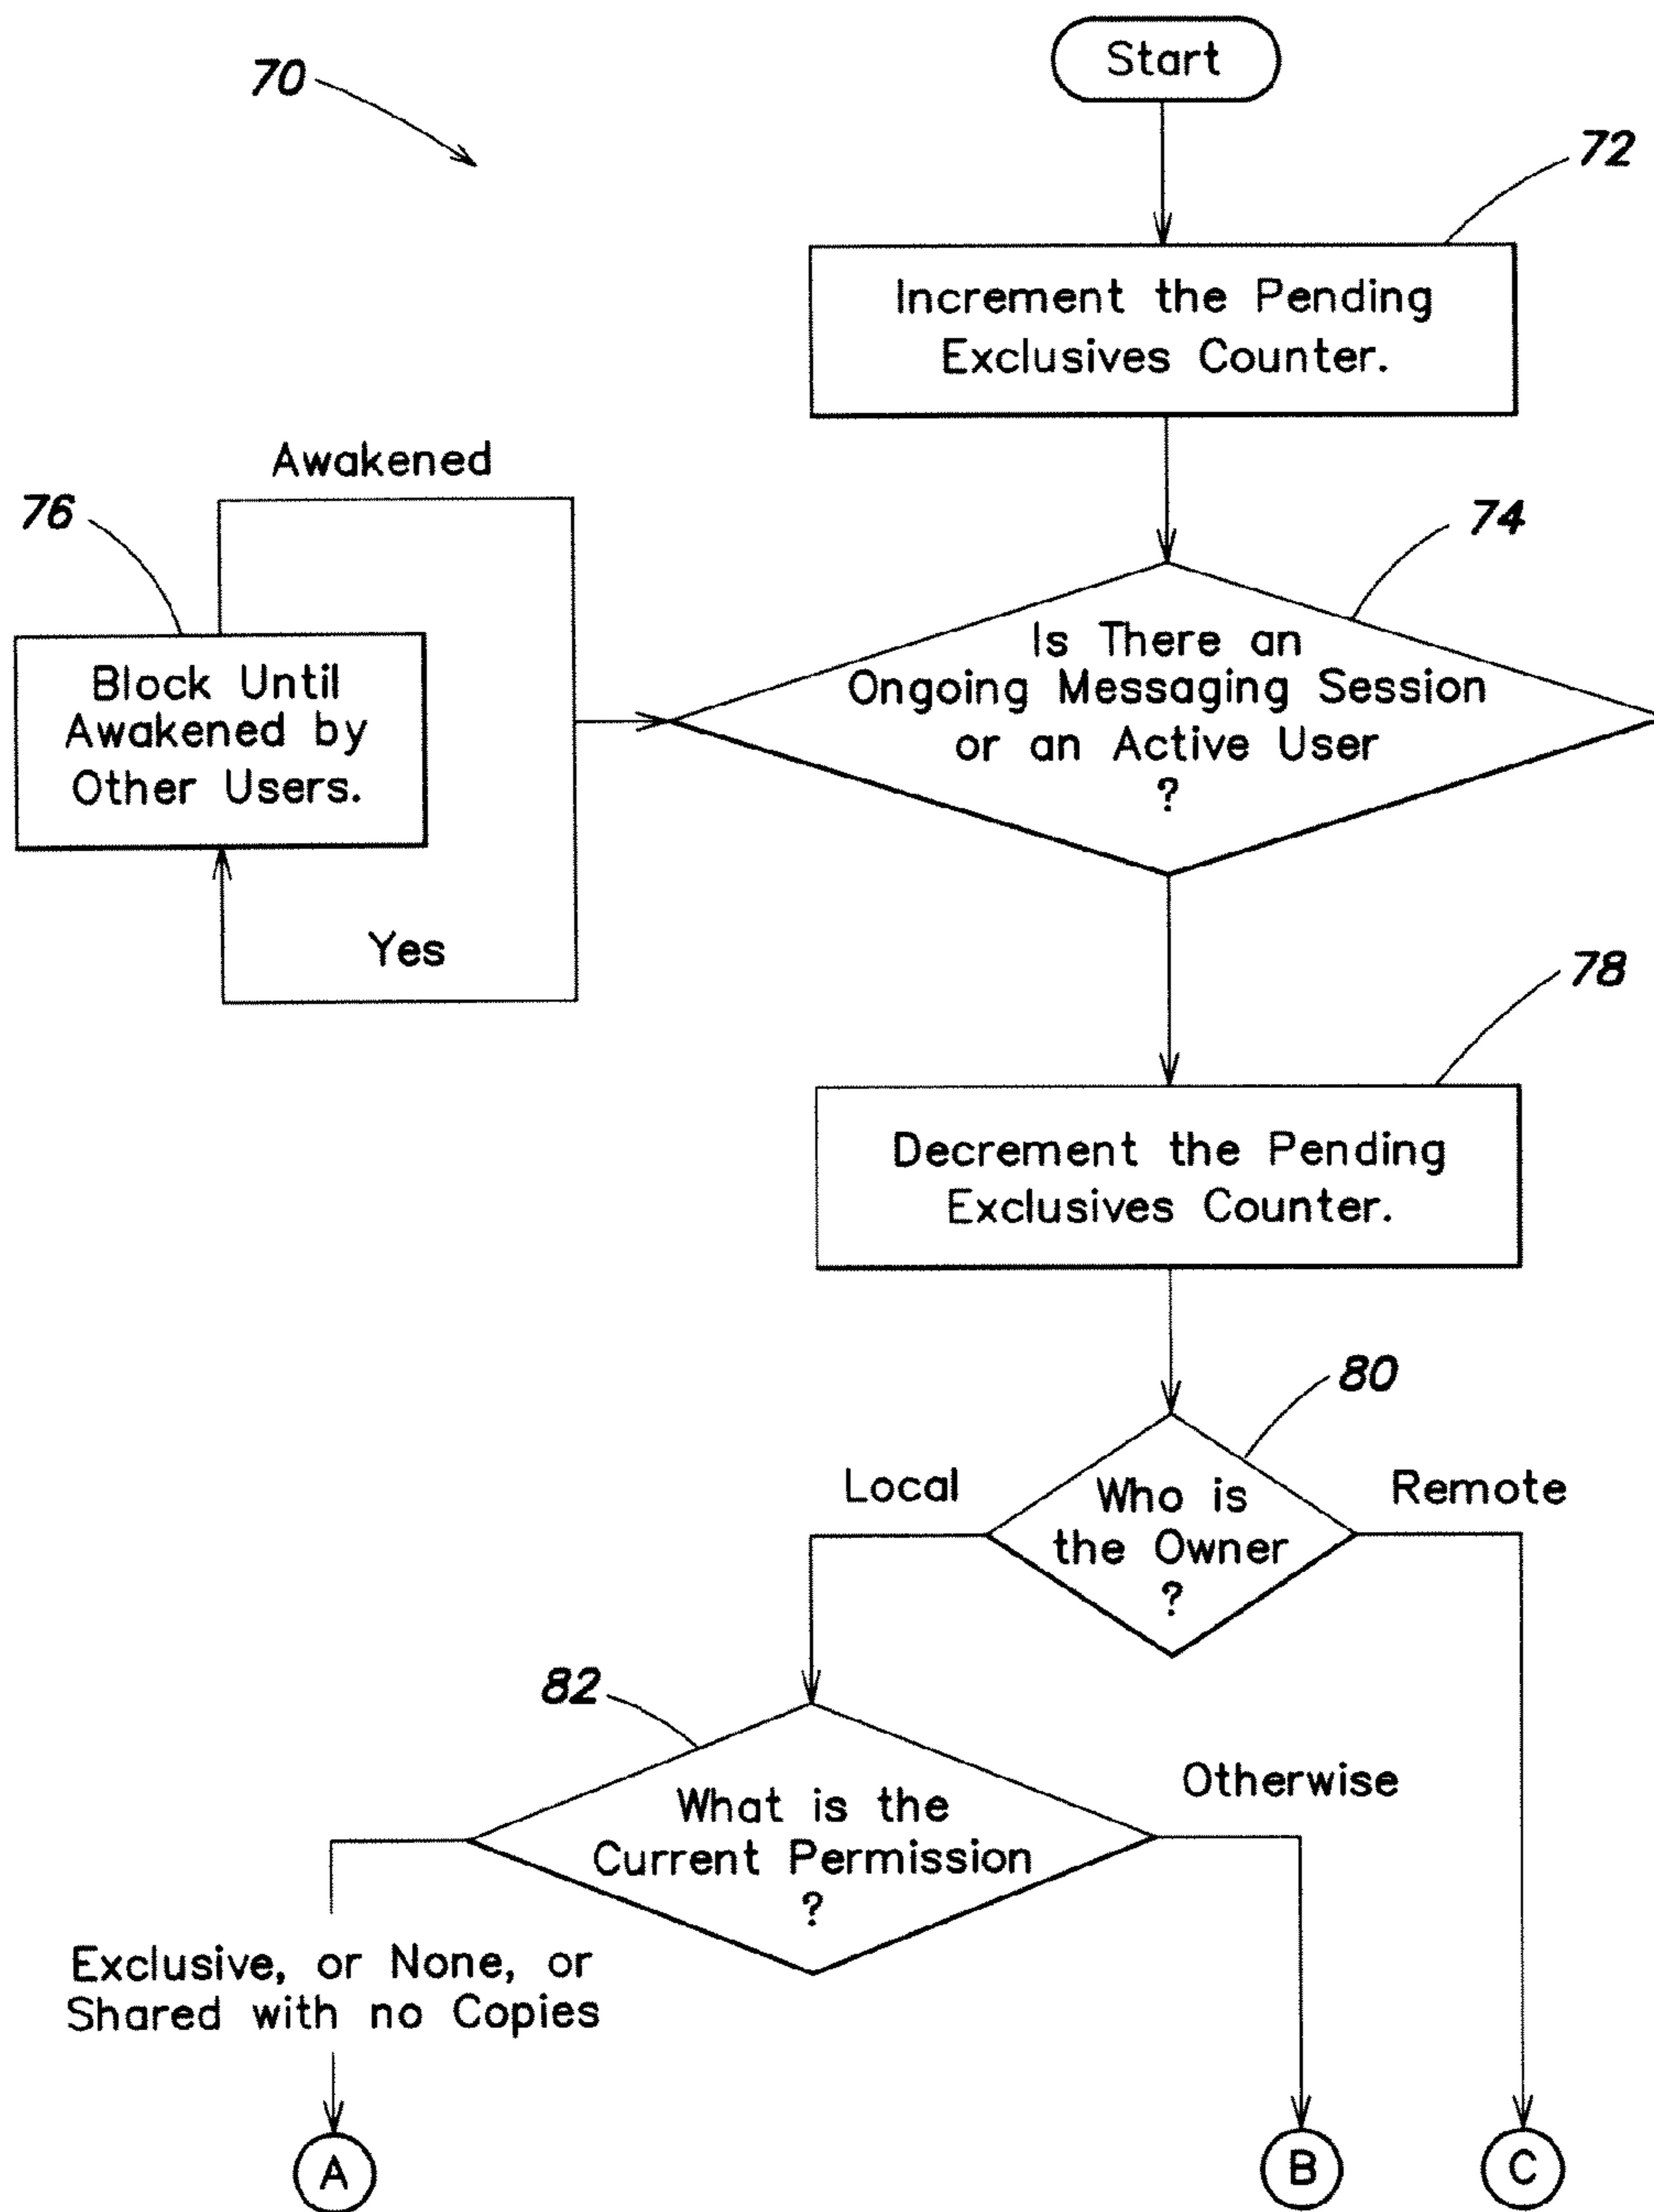 Start
70
72
Increment the Pending
Exclusives Counter.
Awakened
76
74
Block Until
Awakened by
Other Users.
Is There an
Ongoing Messaging Session
or an Active User
?
Yes
78
Decrement the Pending
Exclusives Counter.
80
Local
Who is
the Owner
?
Remote
82
What is the
Current Permission
?
Otherwise
Exclusive, or None, or
Shared with no Copies
A
B
C